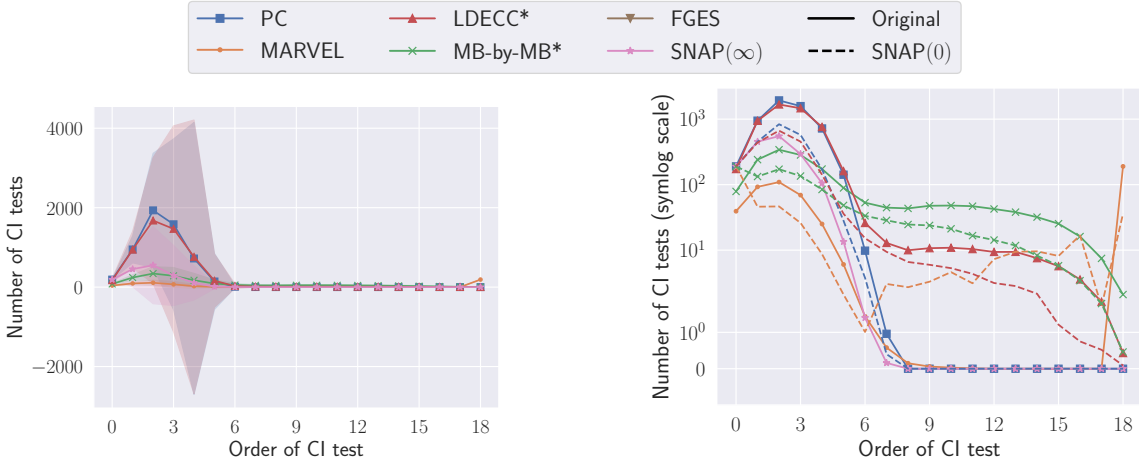 PC LDECC* FGES Original
MARVEL MB-by-MB* SNAP(∞) SNAP(0)
Number of CI tests
4000
2000
0
−2000
0 3 6 9 12 15 18
Order of CI test
Number of CI tests (symlog scale)
10³
10²
10¹
10⁰
0
0 3 6 9 12 15 18
Order of CI test